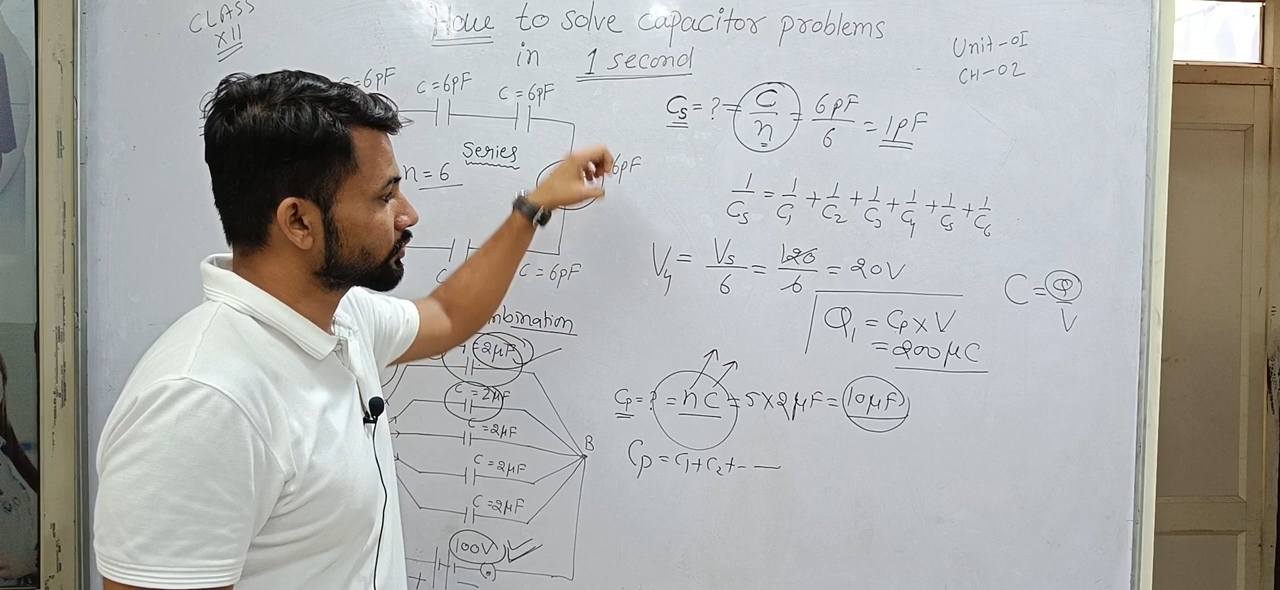 CLASS
XII
How to solve capacitor problems
in 1 second
Unit-01
CH-02
C=6pF C=6pF C=6pF
n=6 Series 6pF
C=6pF
Cs = ? = C/n = 6pF/6 = 1pF
1/Cs = 1/C1 + 1/C2 + 1/C3 + 1/C4 + 1/C5 + 1/C6
V4 = Vs/6 = 120/6 = 20V
C = Q/V
Q1 = Cp x V
= 200μC
Cp = ? = nC = 5x2μF = 10μF
Cp = C1+C2+-----
mbination
=2μF
C=2μF
C=2μF
B
C=2μF
C=2μF
100V
+ -